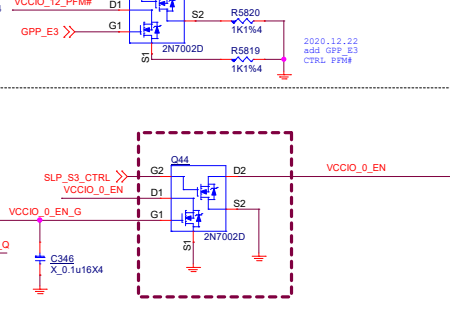 VCCIO_12_PFM#
D1
S2
R5820
1K1%4
GPP_E3
G1
2N7002D
S1
R5819
1K1%4
2020.12.22
add GPP_E3
CTRL PFM#
Q44
SLP_S3_CTRL
G2
D2
VCCIO_0_EN
VCCIO_0_EN
D1
S2
VCCIO_0_EN_G
G1
2N7002D
S1
Q
C346
X_0.1u16X4